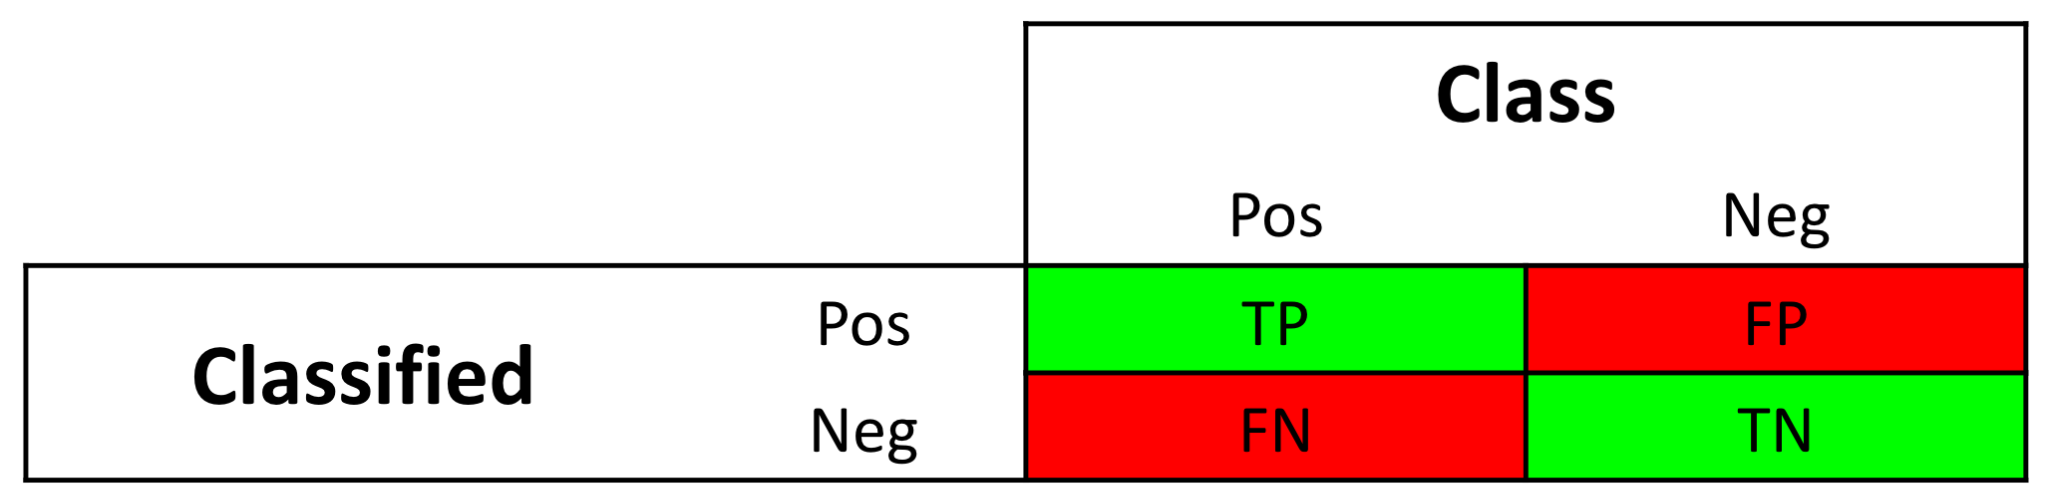 Class
Pos Neg
Pos TP FP
Classified
Neg FN TN